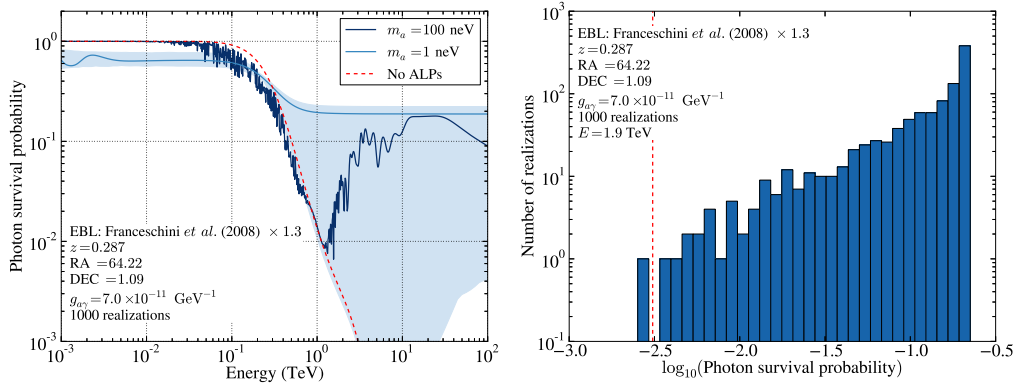 Photon survival probability
10⁰
10⁻¹
10⁻²
10⁻³
mₐ = 100 neV
mₐ = 1 neV
No ALPs
EBL: Franceschini et al. (2008) × 1.3
z = 0.287
RA = 64.22
DEC = 1.09
g_{aγ} = 7.0 × 10⁻¹¹ GeV⁻¹
1000 realizations
10⁻³ 10⁻² 10⁻¹ 10⁰ 10¹ 10²
Energy (TeV)
Number of realizations
10³
10²
10¹
10⁰
10⁻¹
EBL: Franceschini et al. (2008) × 1.3
z = 0.287
RA = 64.22
DEC = 1.09
g_{aγ} = 7.0 × 10⁻¹¹ GeV⁻¹
1000 realizations
E = 1.9 TeV
−3.0 −2.5 −2.0 −1.5 −1.0 −0.5
log₁₀(Photon survival probability)